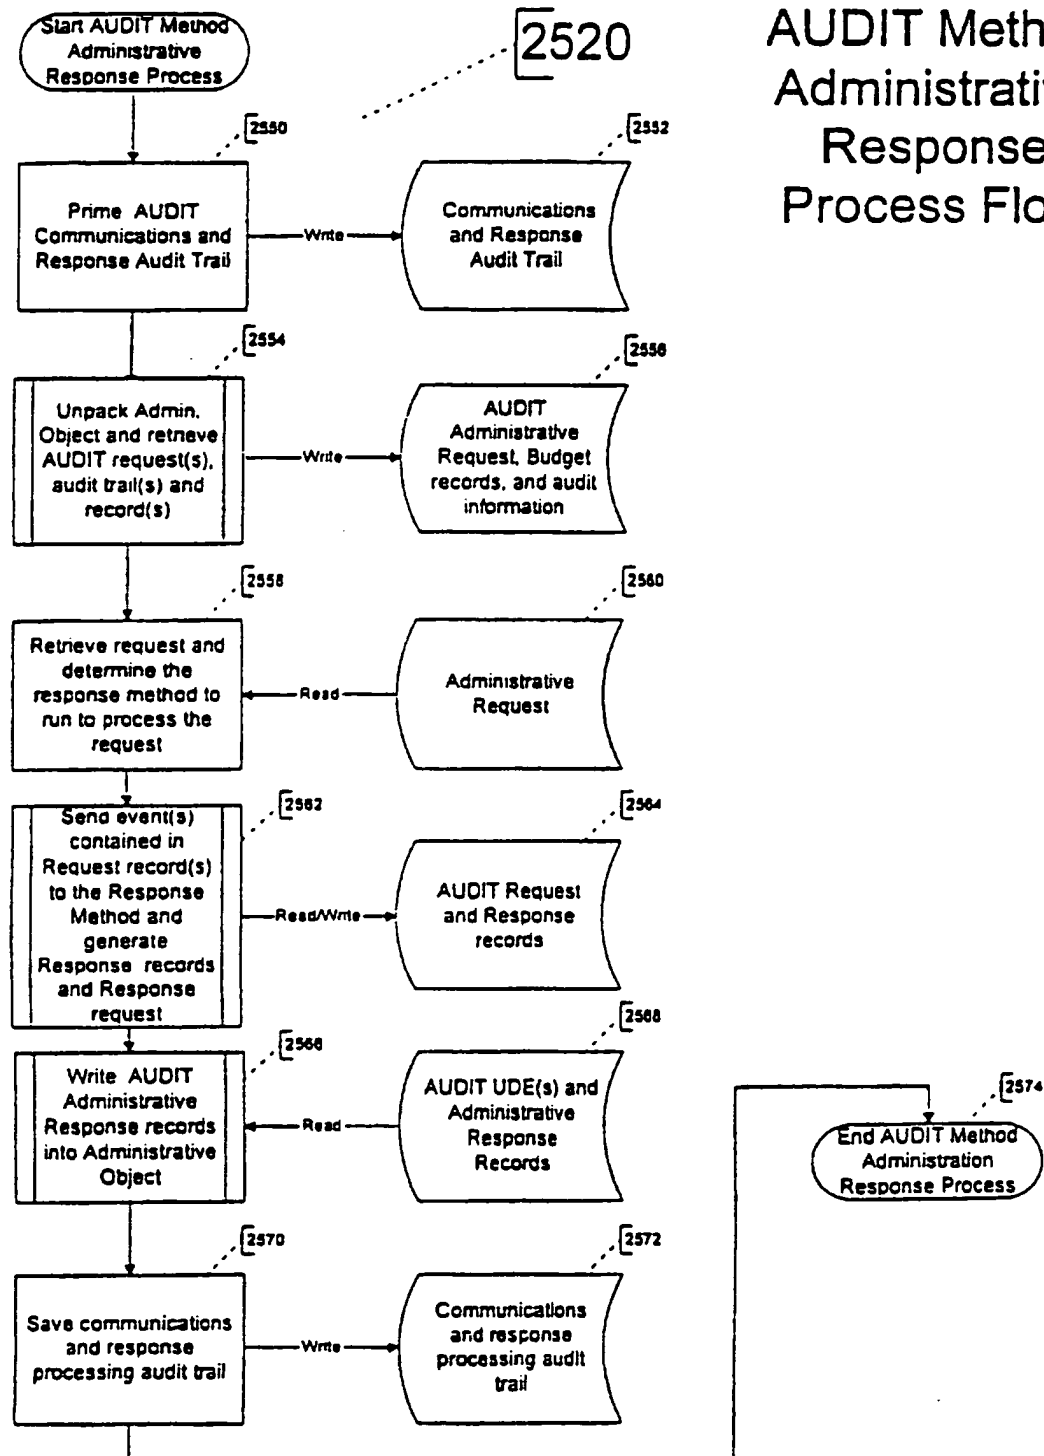 Start AUDIT Method
Administrative
Response Process
2520
AUDIT Meth
Administrati
Response
Process Flo
2550
2552
Prime AUDIT
Communications and
Response Audit Trail
Write
Communications
and Response
Audit Trail
2554
2556
Unpack Admin.
Object and retrieve
AUDIT request(s),
audit trail(s) and
record(s)
Write
AUDIT
Administrative
Request, Budget
records, and audit
information
2558
2560
Retrieve request and
determine the
response method to
run to process the
request
Read
Administrative
Request
2562
2564
Send event(s)
contained in
Request record(s)
to the Response
Method and
generate
Response records
and Response
request
Read/Write
AUDIT Request
and Response
records
2566
2568
Write AUDIT
Administrative
Response records
into Administrative
Object
Read
AUDIT UDE(s) and
Administrative
Response
Records
2574
End AUDIT Method
Administration
Response Process
2570
2572
Save communications
and response
processing audit trail
Write
Communications
and response
processing audit
trail